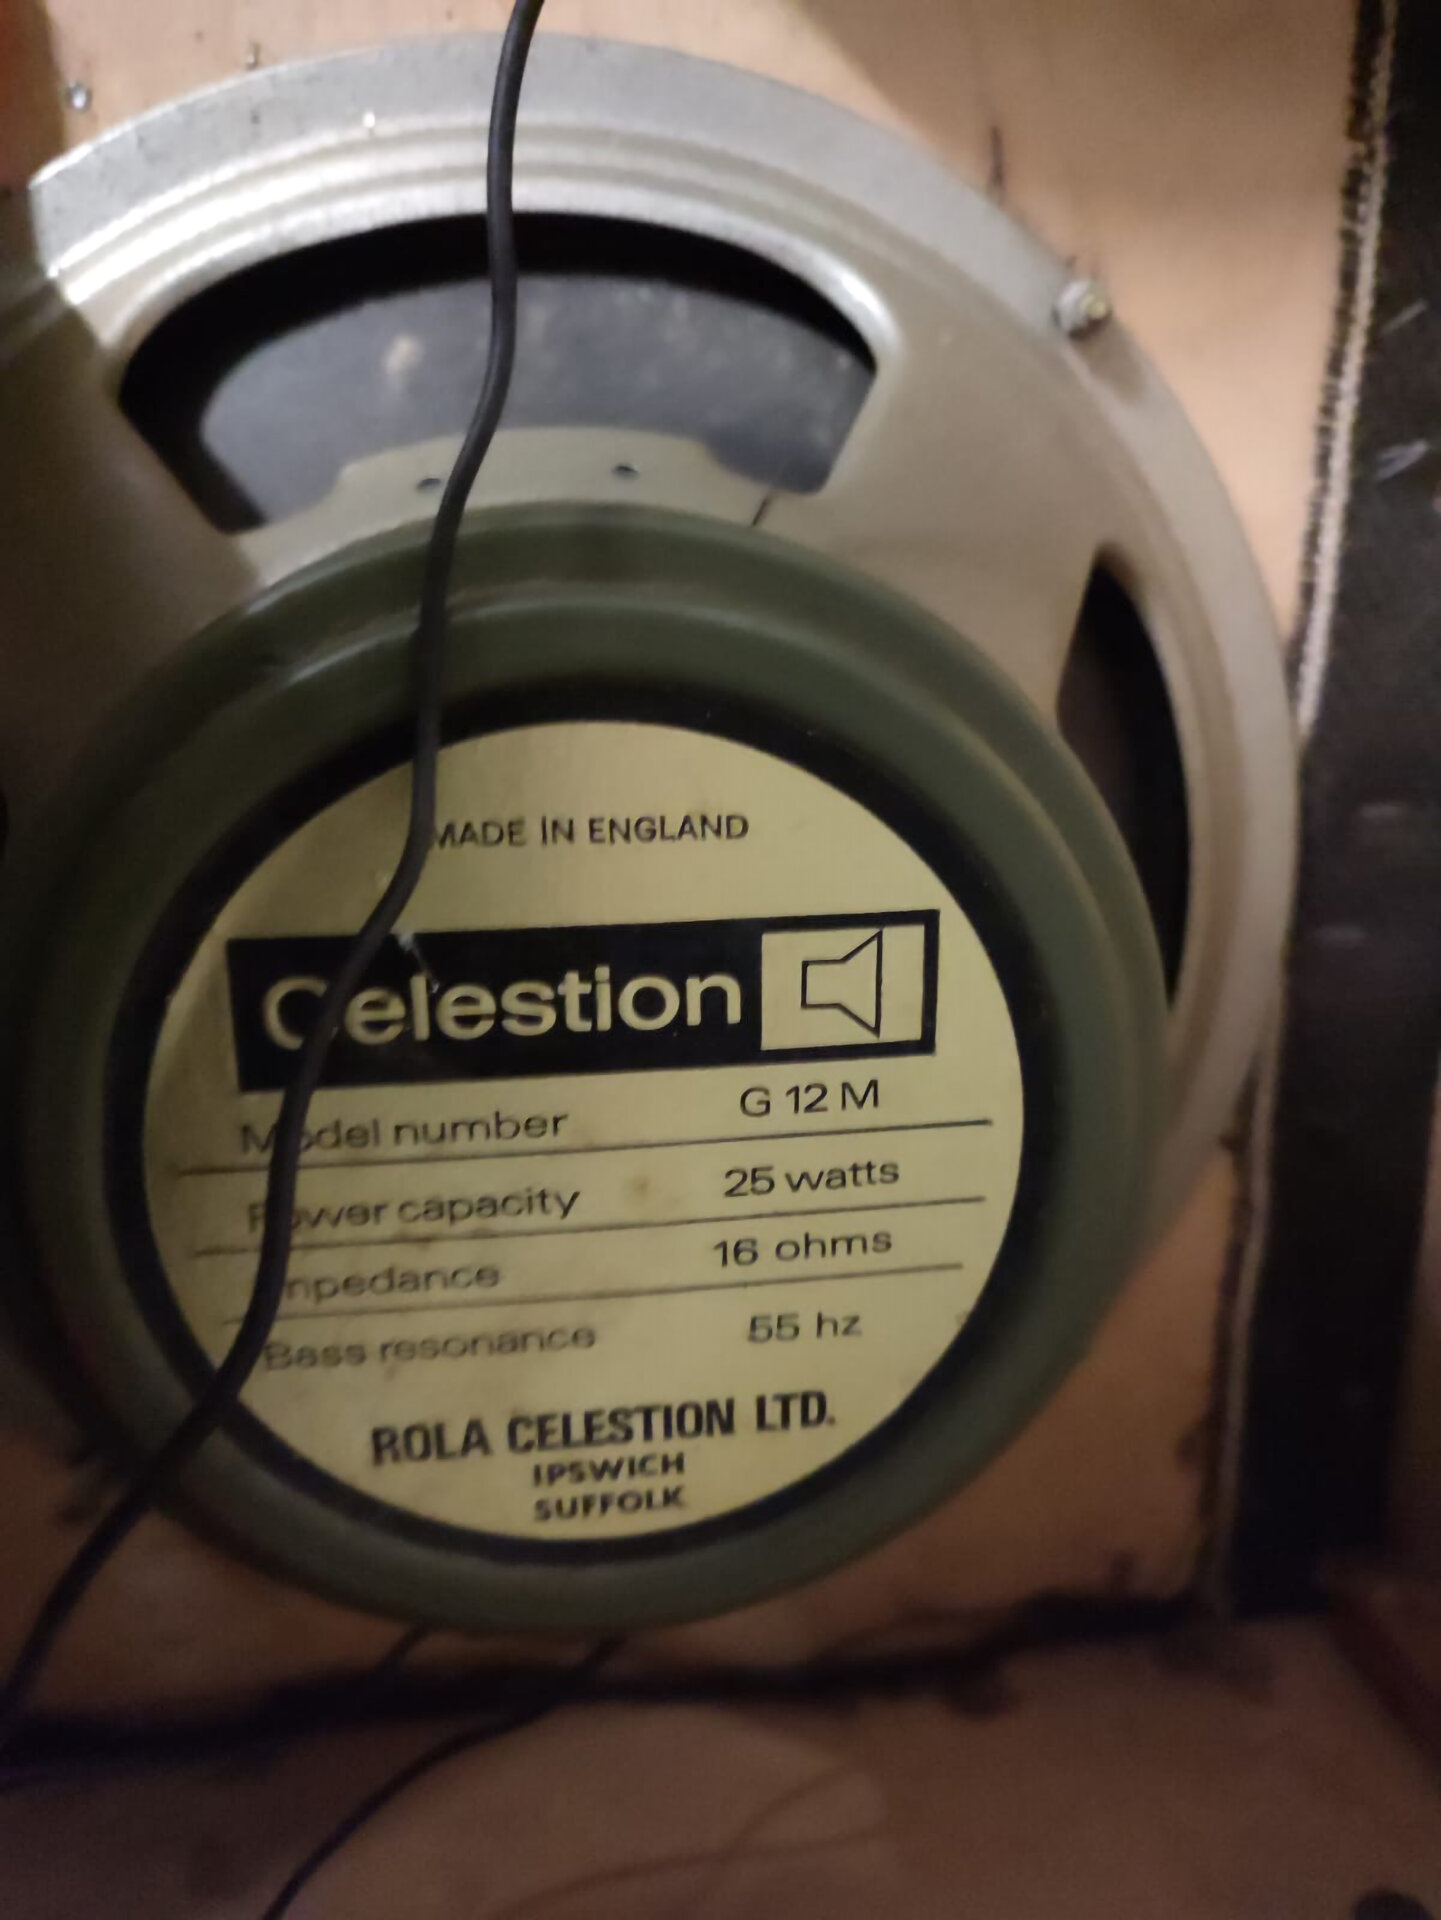 MADE IN ENGLAND
Celestion
Model number G 12 M
Power capacity 25 watts
Impedance 16 ohms
Bass resonance 55 hz
ROLA CELESTION LTD.
IPSWICH
SUFFOLK